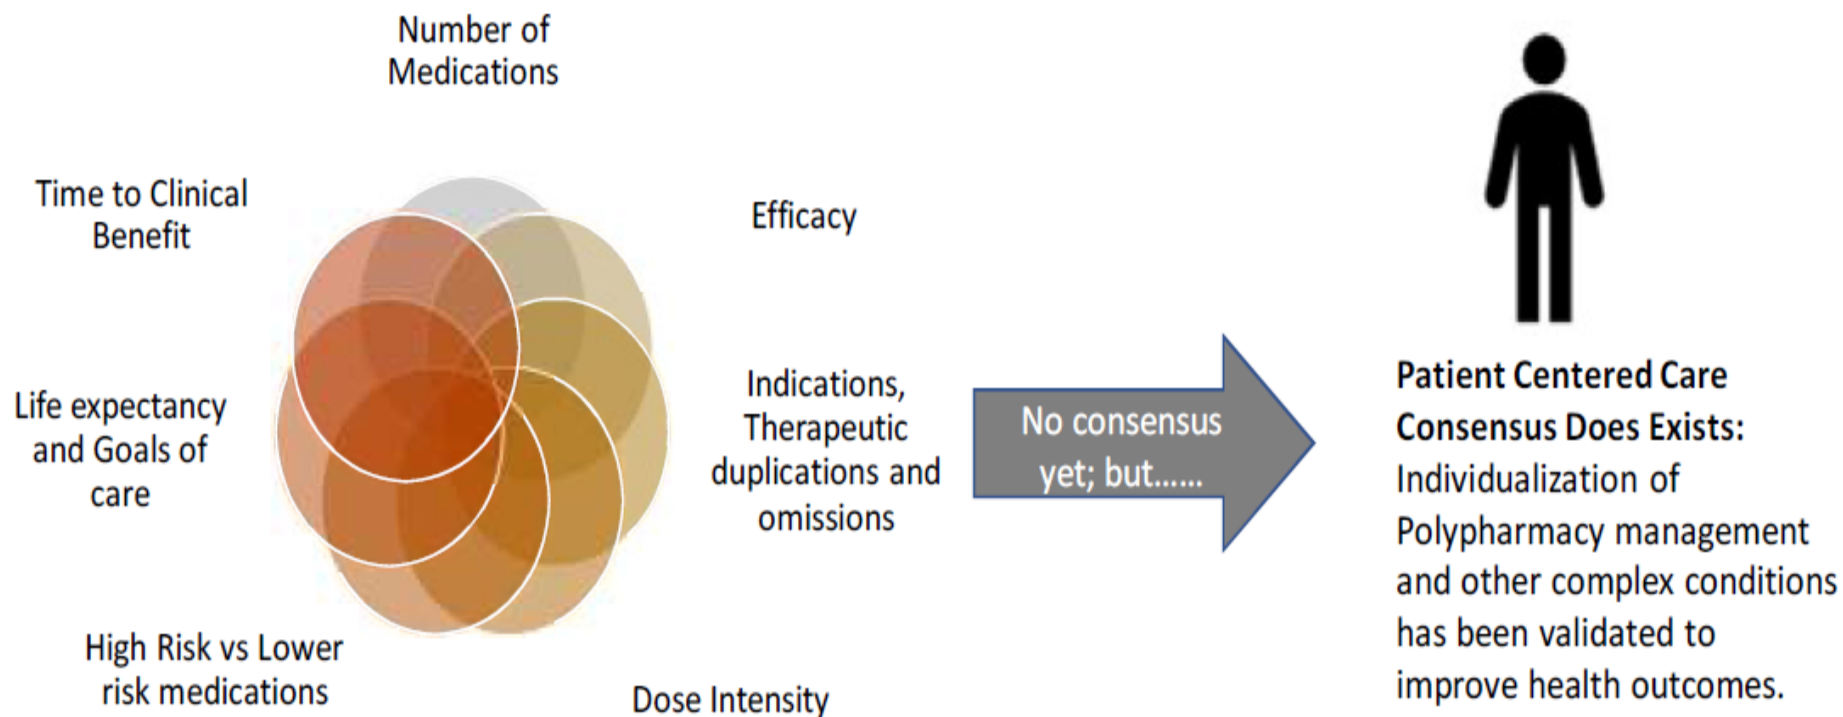 Number of
Medications
Time to Clinical
Benefit
Efficacy
Life expectancy
and Goals of
care
Indications,
Therapeutic
duplications and
omissions
High Risk vs Lower
risk medications
Dose Intensity
No consensus
yet; but......
Patient Centered Care
Consensus Does Exists:
Individualization of
Polypharmacy management
and other complex conditions
has been validated to
improve health outcomes.